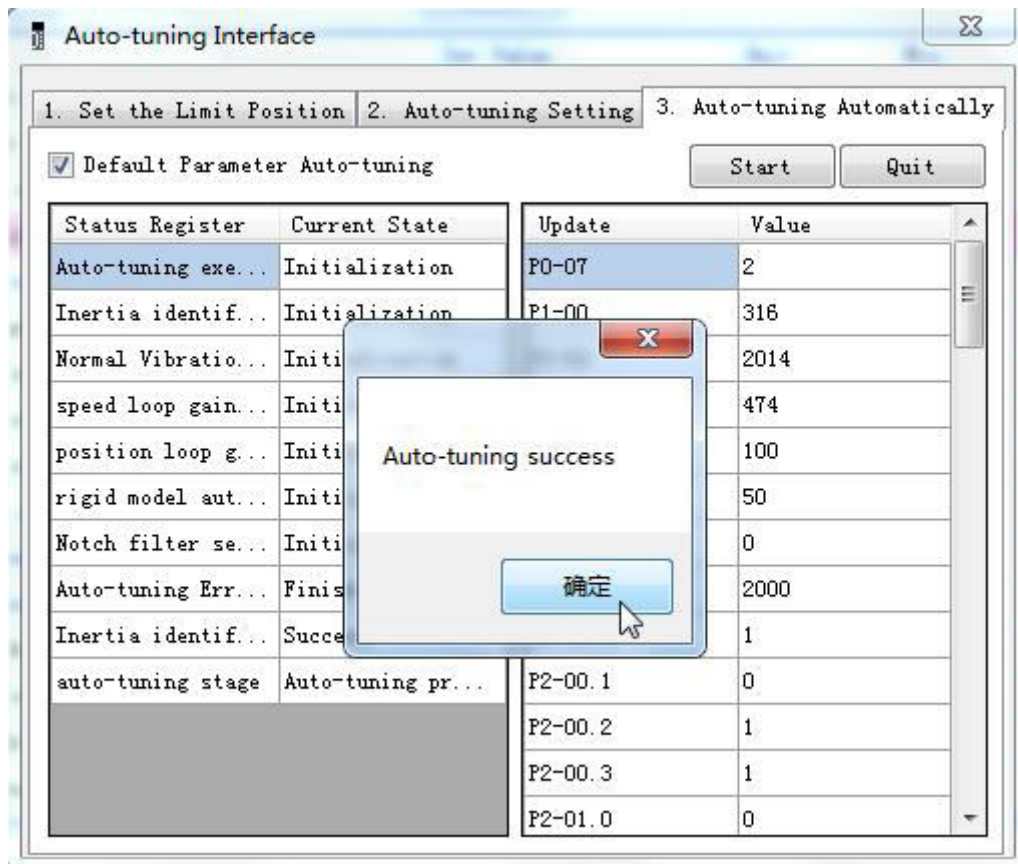 Auto-tuning Interface
1. Set the Limit Position 2. Auto-tuning Setting 3. Auto-tuning Automatically
Default Parameter Auto-tuning Start Quit
Status Register Current State Update Value
Auto-tuning exe... Initialization P0-07 2
Inertia identif... Initialization P1-00 316
Normal Vibratio... Initi 2014
speed loop gain... Initi 474
position loop g... Initi 100
rigid model aut... Initi 50
Notch filter se... Initi 0
Auto-tuning Err... Finis 2000
Inertia identif... Succe 1
auto-tuning stage Auto-tuning pr... P2-00.1 0
P2-00.2 1
P2-00.3 1
P2-01.0 0
Auto-tuning success
确定